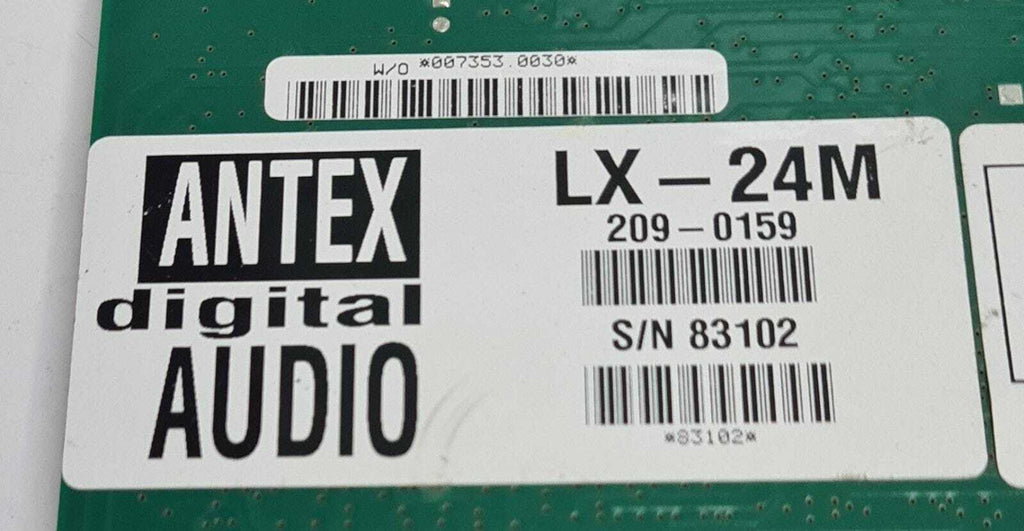 W/O *007353.0030*
ANTEX
digital
AUDIO
LX-24M
209-0159
S/N 83102
*83102*